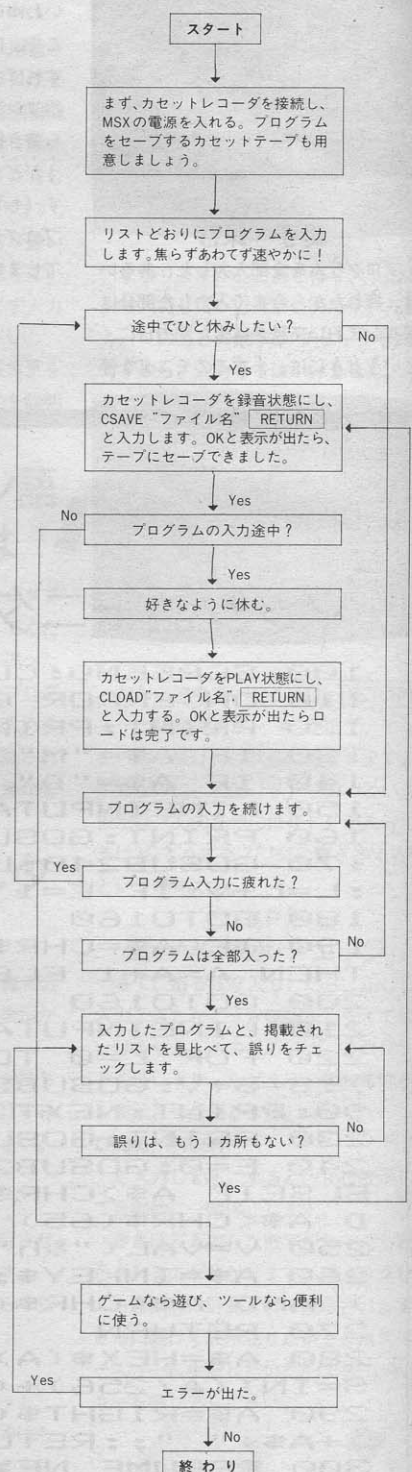 スタート
まず、カセットレコーダを接続し、
MSXの電源を入れる。プログラム
をセーブするカセットテープも用
意しましょう。
リストどおりにプログラムを入力
します。焦らずあわてず速やかに！
途中でひと休みしたい？
No
Yes
カセットレコーダを録音状態にし、
CSAVE “ファイル名” RETURN
と入力します。OKと表示が出たら、
テープにセーブできました。
Yes
No
プログラムの入力途中？
Yes
好きなように休む。
カセットレコーダをPLAY状態にし、
CLOAD“ファイル名”, RETURN
と入力する。OKと表示が出たらロ
ードは完了です。
プログラムの入力を続けます。
Yes
プログラム入力に疲れた？
No
プログラムは全部入った？
No
Yes
入力したプログラムと、掲載され
たリストを見比べて、誤りをチェ
ックします。
誤りは、もう1カ所もない？
No
Yes
ゲームなら遊び、ツールなら便利
に使う。
Yes
エラーが出た。
No
終わり